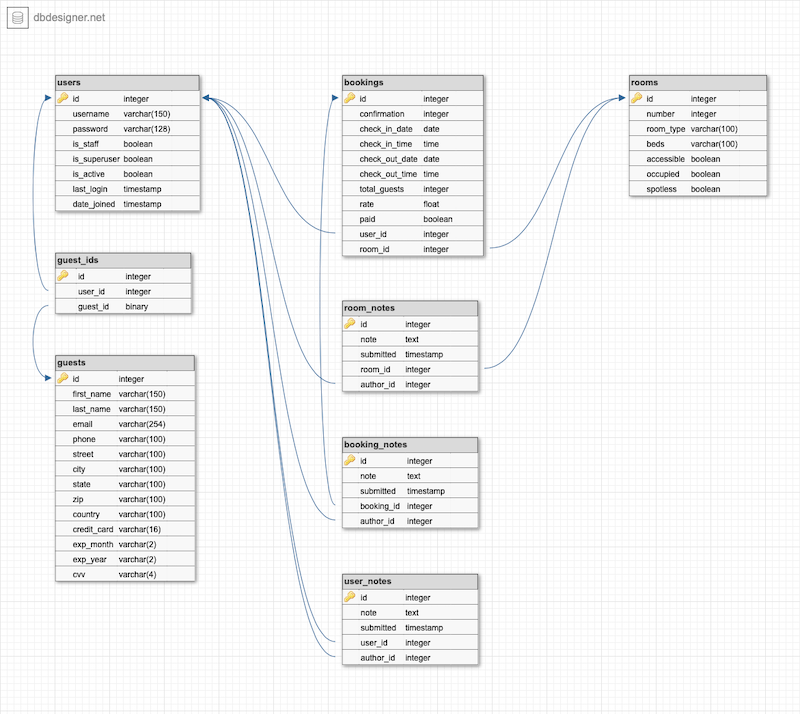 dbdesigner.net
users
id integer
username varchar(150)
password varchar(128)
is_staff boolean
is_superuser boolean
is_active boolean
last_login timestamp
date_joined timestamp
guest_ids
id integer
user_id integer
guest_id binary
guests
id integer
first_name varchar(150)
last_name varchar(150)
email varchar(254)
phone varchar(100)
street varchar(100)
city varchar(100)
state varchar(100)
zip varchar(100)
country varchar(100)
credit_card varchar(16)
exp_month varchar(2)
exp_year varchar(2)
cvv varchar(4)
bookings
id integer
confirmation integer
check_in_date date
check_in_time time
check_out_date date
check_out_time time
total_guests integer
rate float
paid boolean
user_id integer
room_id integer
room_notes
id integer
note text
submitted timestamp
room_id integer
author_id integer
booking_notes
id integer
note text
submitted timestamp
booking_id integer
author_id integer
user_notes
id integer
note text
submitted timestamp
user_id integer
author_id integer
rooms
id integer
number integer
room_type varchar(100)
beds varchar(100)
accessible boolean
occupied boolean
spotless boolean